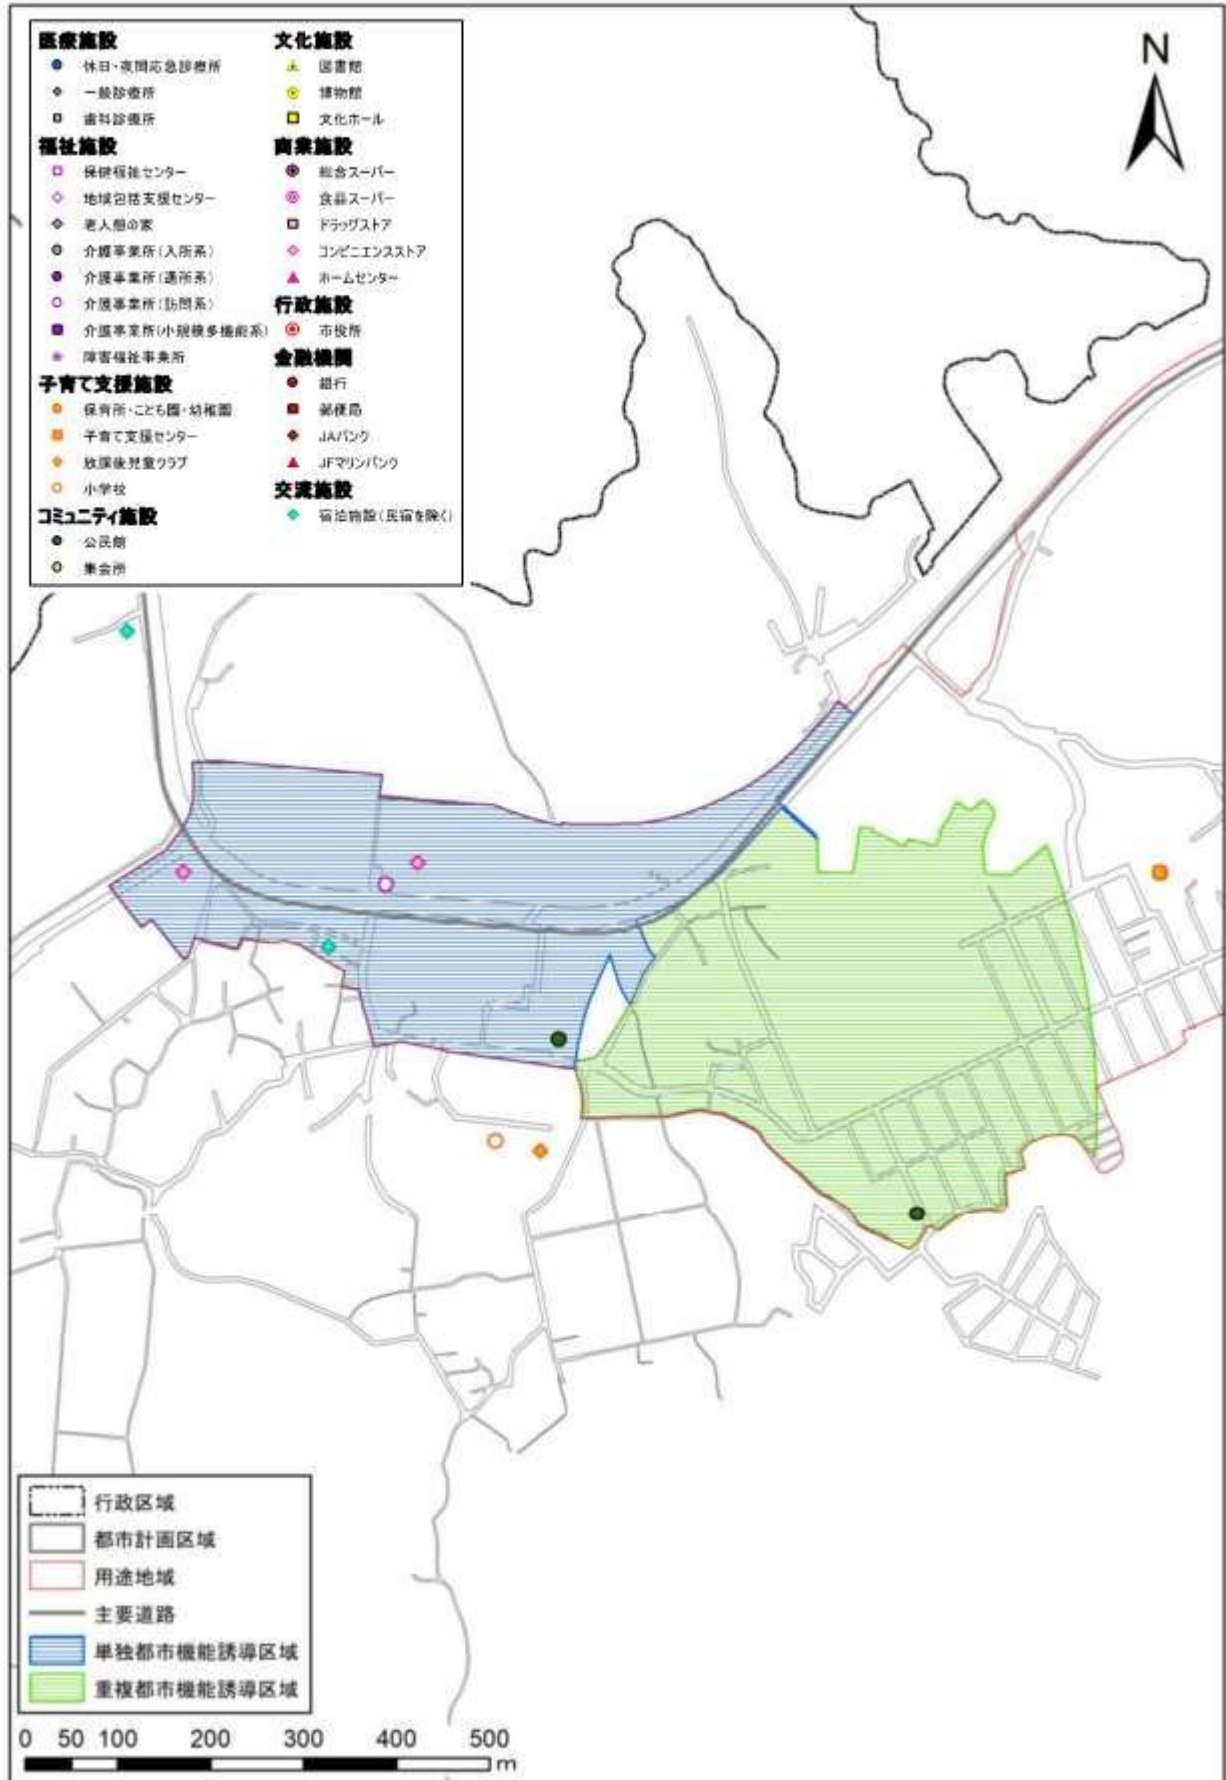 医療施設
休日・夜間応急診療所
一般診療所
歯科診療所
福祉施設
保健福祉センター
地域包括支援センター
老人憩の家
介護事業所(入所系)
介護事業所(通所系)
介護事業所(訪問系)
介護事業所(小規模多機能系)
障害福祉事業所
子育て支援施設
保育所・こども園・幼稚園
子育て支援センター
放課後児童クラブ
小学校
コミュニティ施設
公民館
集会所
文化施設
図書館
博物館
文化ホール
商業施設
総合スーパー
食品スーパー
ドラッグストア
コンビニエンスストア
ホームセンター
行政施設
市役所
金融機関
銀行
郵便局
JAバンク
JFマリンバンク
交流施設
宿泊施設(民宿を除く)
N
行政区域
都市計画区域
用途地域
主要道路
単独都市機能誘導区域
重複都市機能誘導区域
0 50 100 200 300 400 500
m